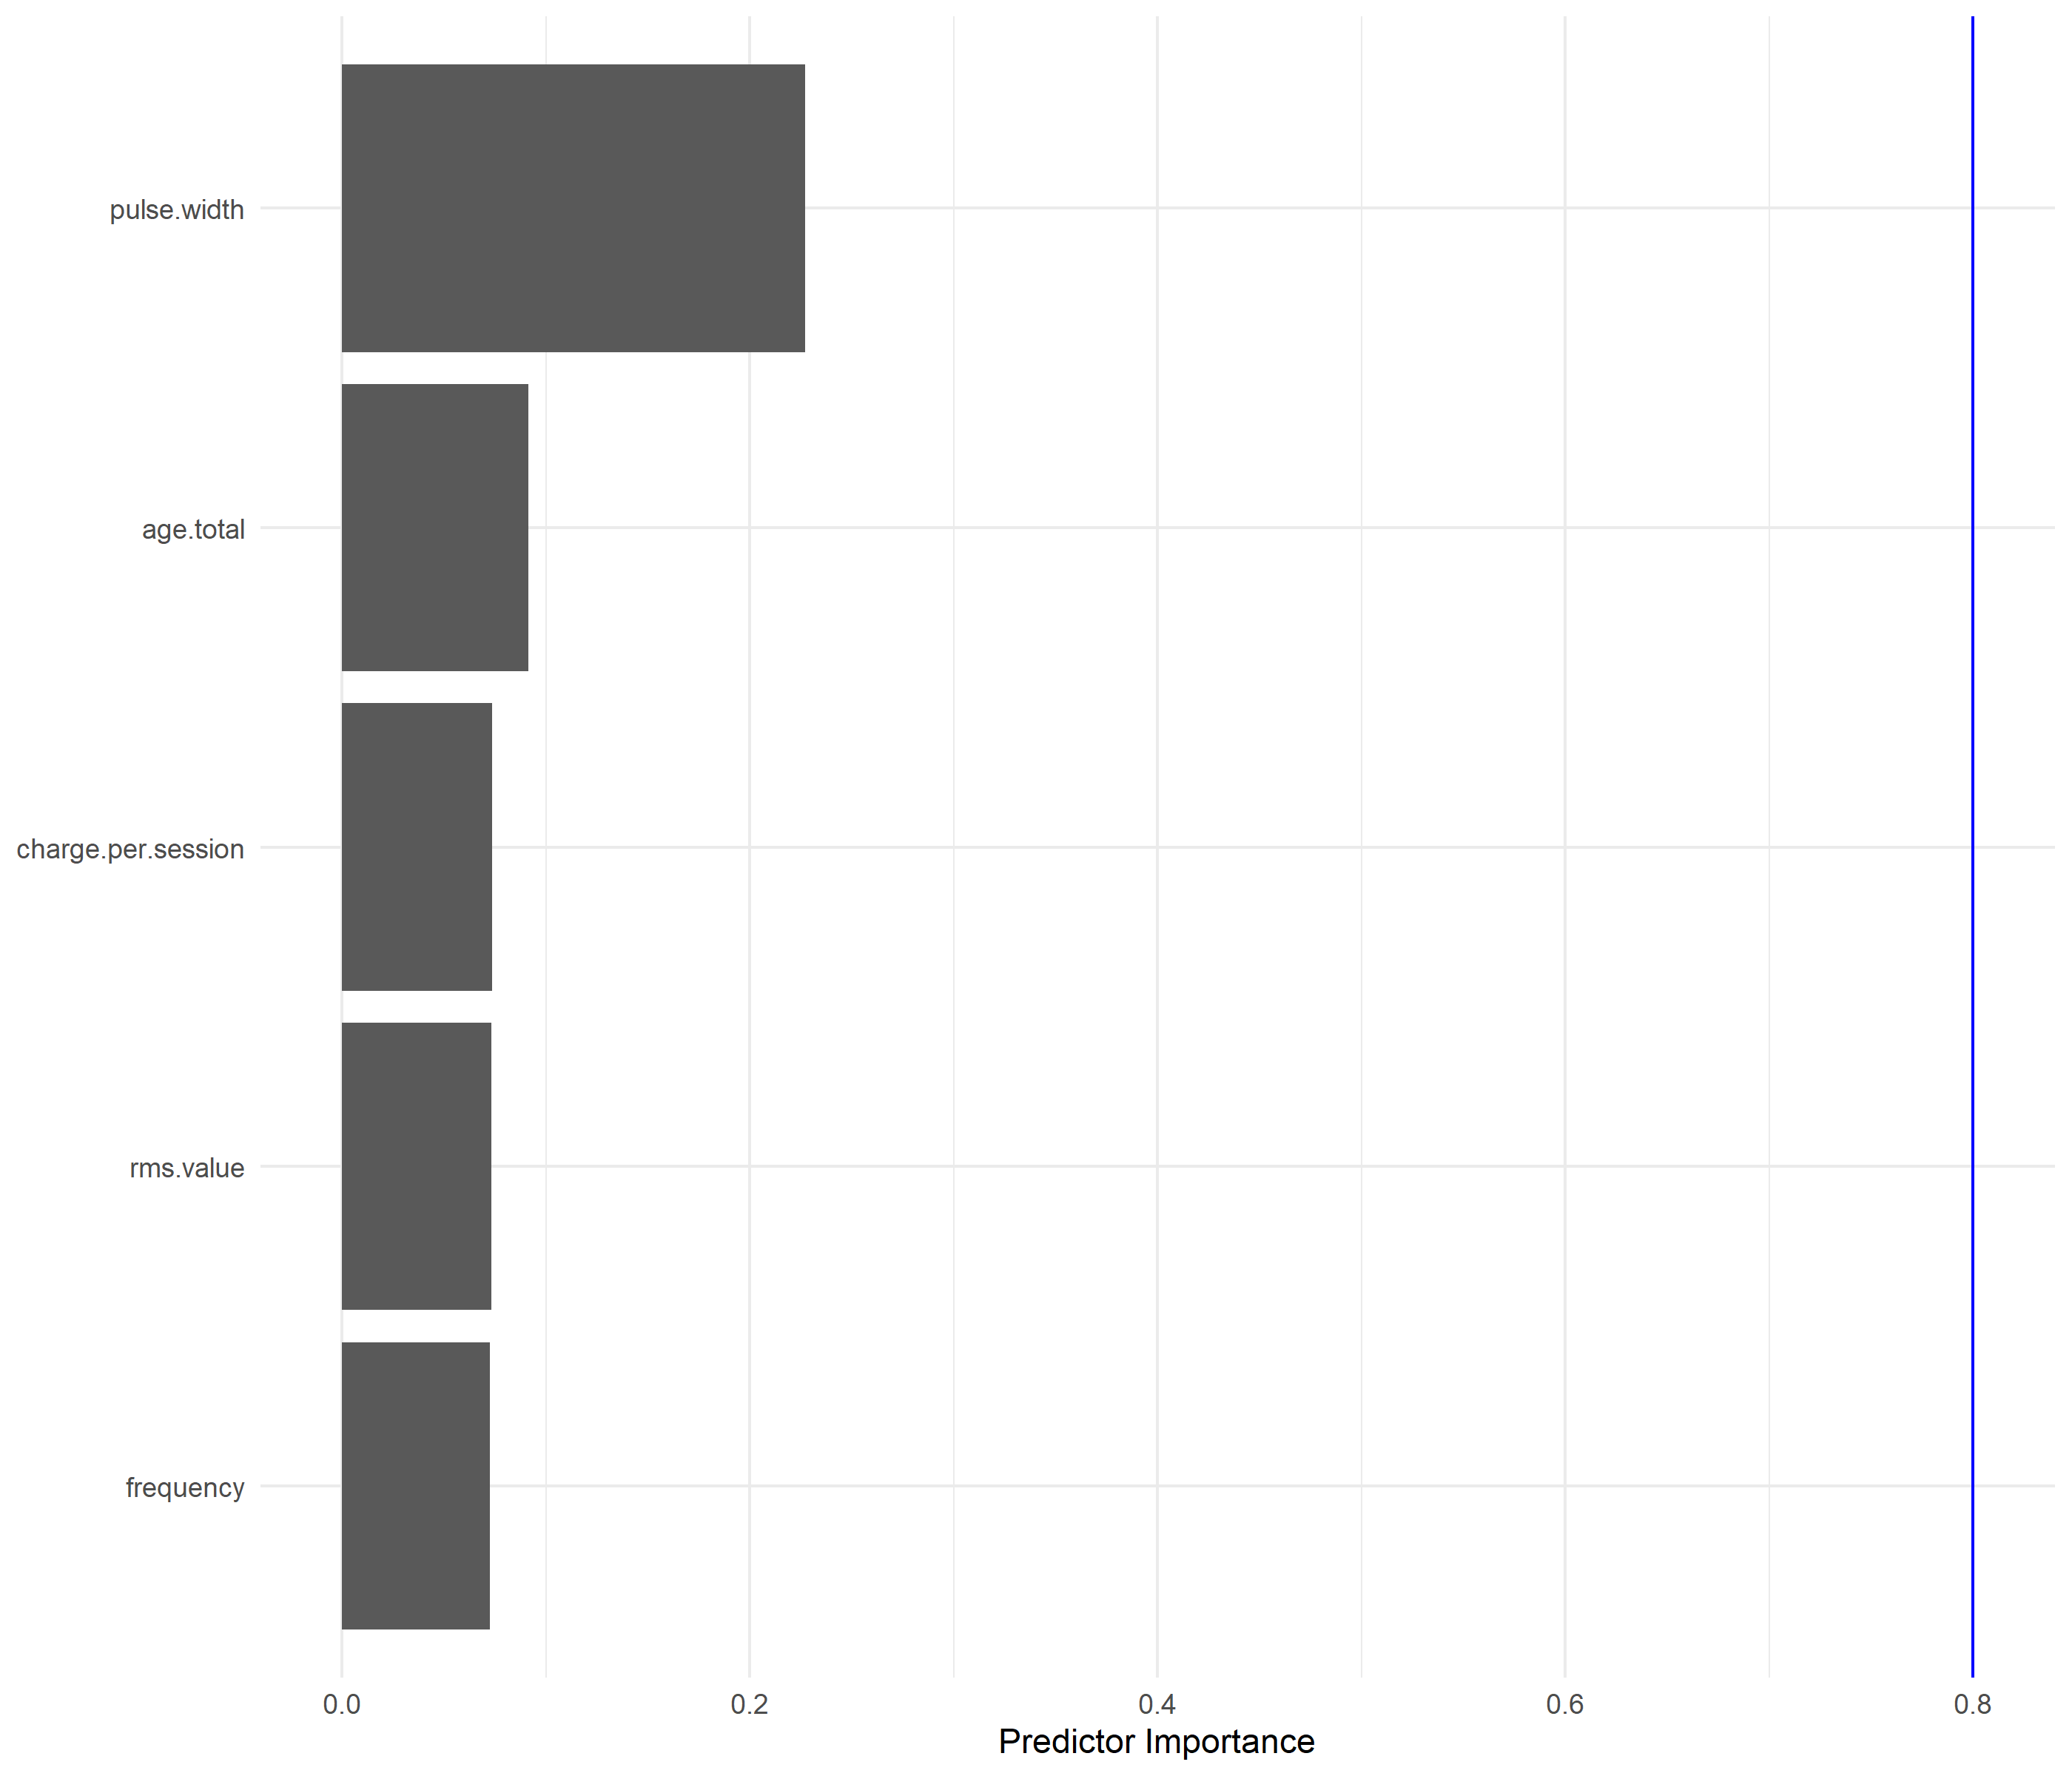 pulse.width
age.total
charge.per.session
rms.value
frequency
0.0 0.2 0.4 0.6 0.8
Predictor Importance